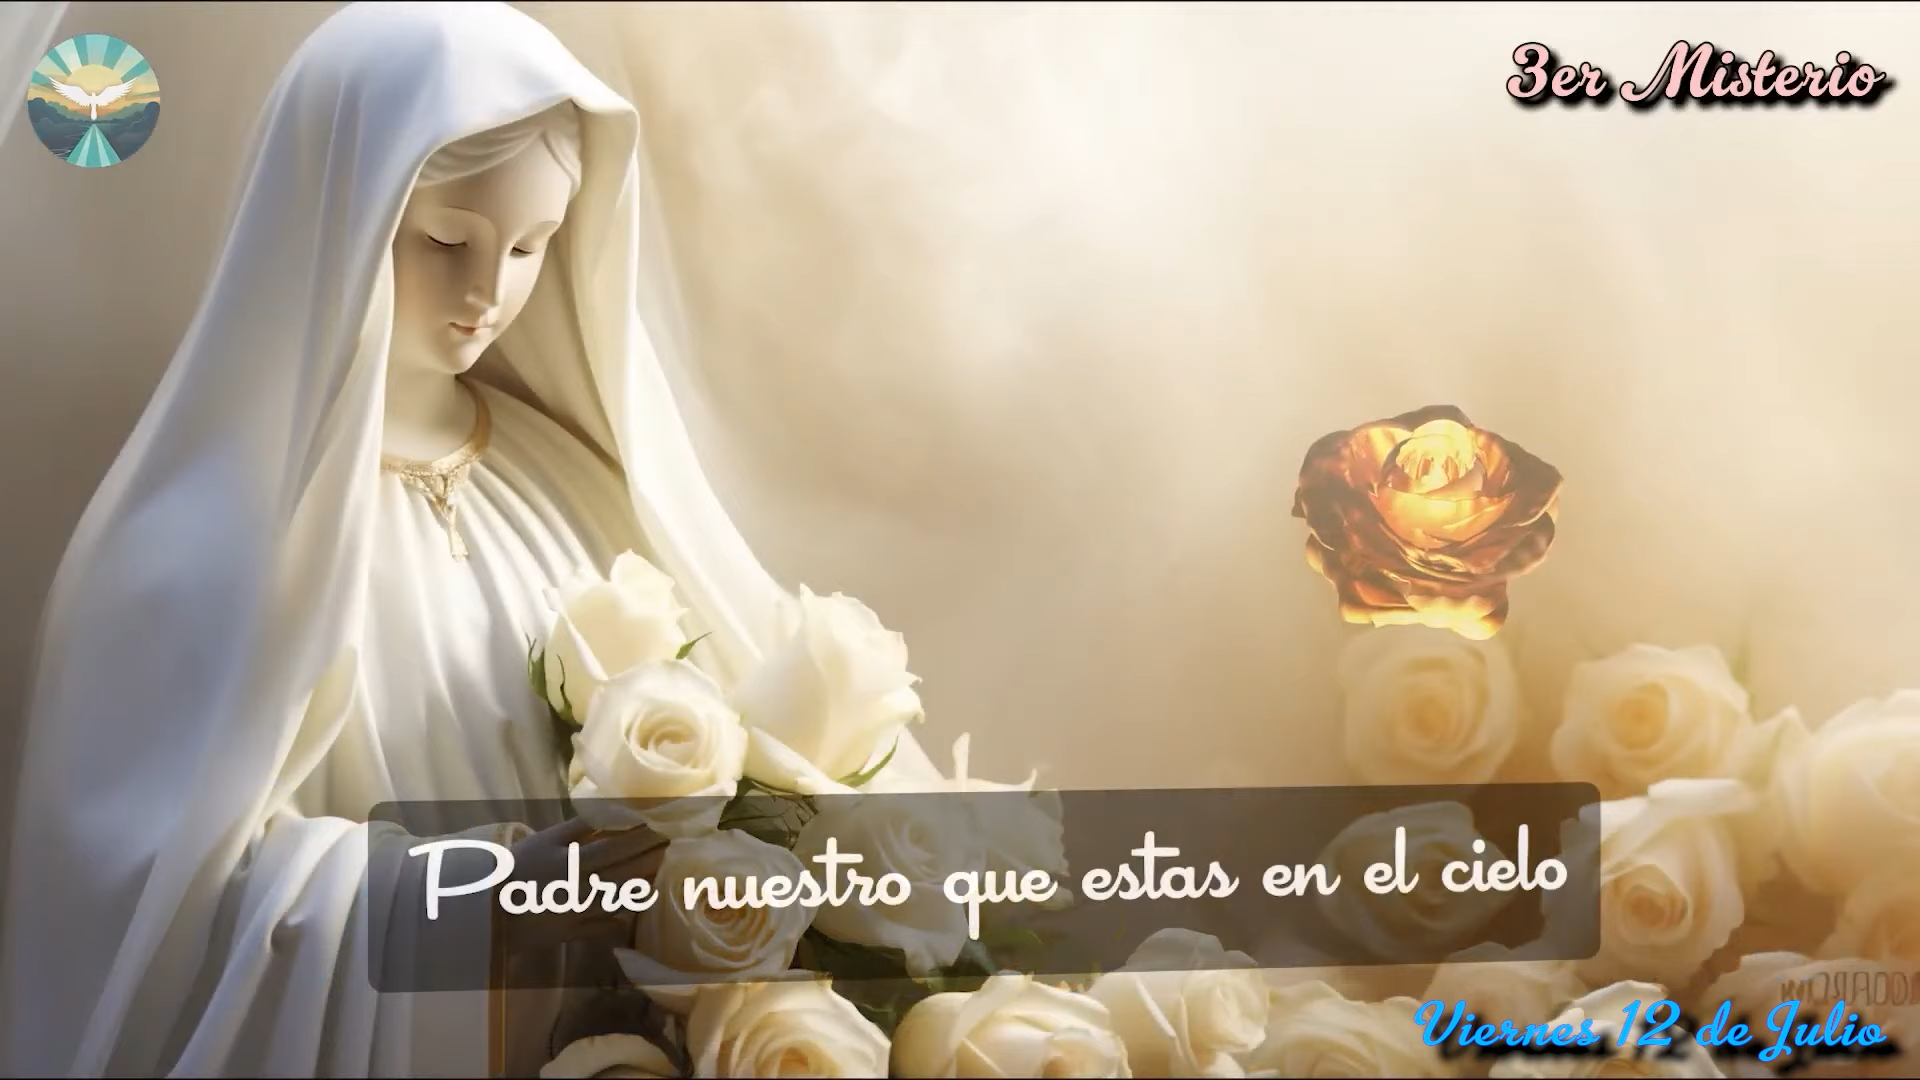 3er Misterio
Padre nuestro que estas en el cielo
Viernes 12 de Julio